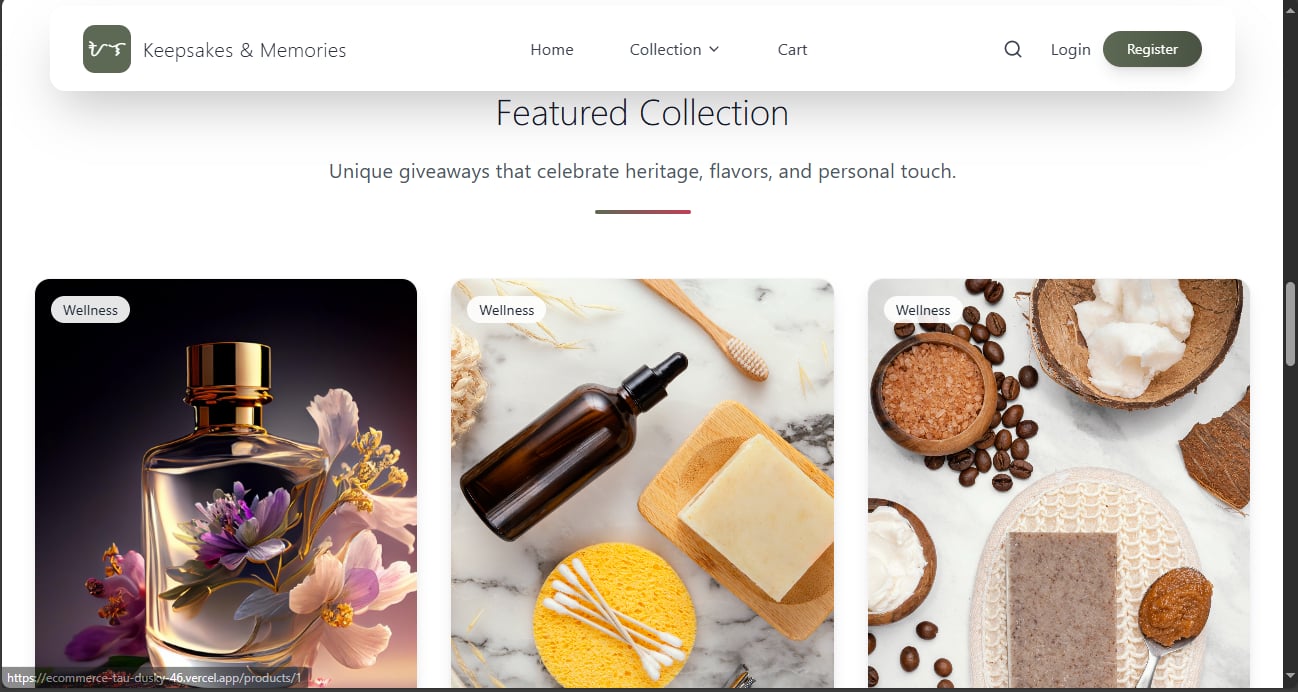 Keepsakes & Memories
Home
Collection
Cart
Login
Register
Featured Collection
Unique giveaways that celebrate heritage, flavors, and personal touch.
Wellness
Wellness
Wellness
https://ecommerce-tau-dusky-46.vercel.app/products/1